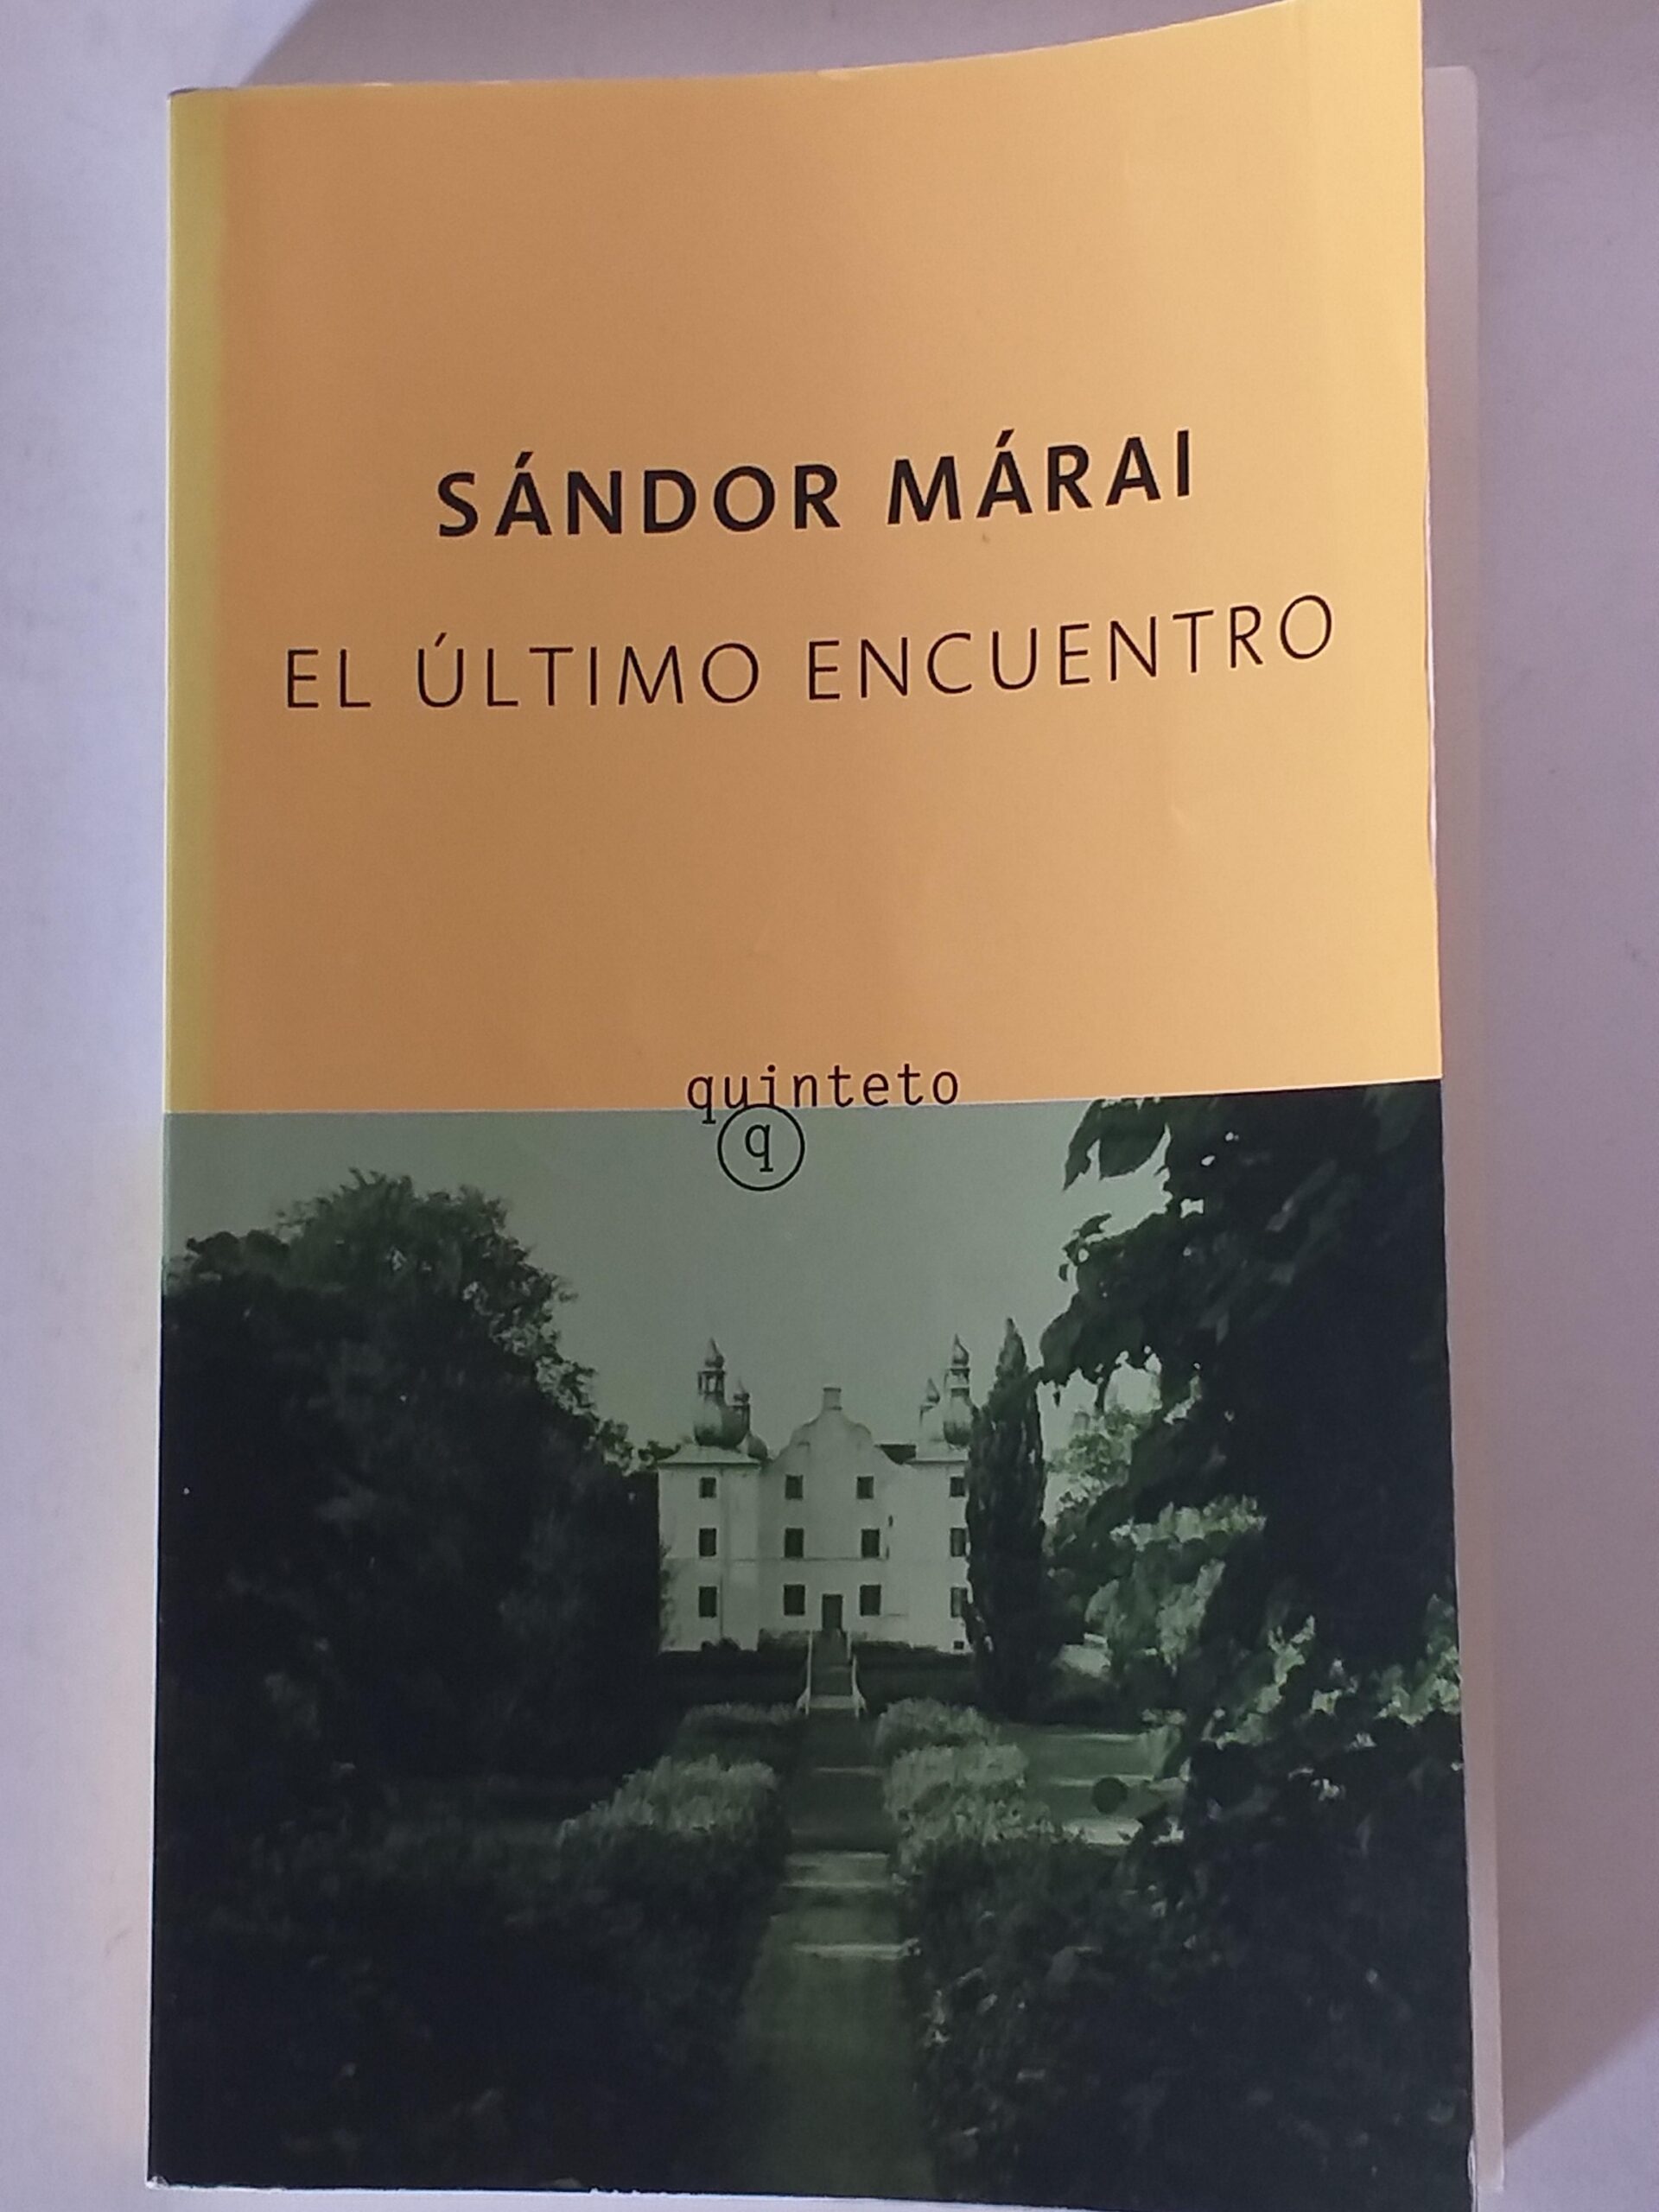 SÁNDOR MÁRAI
EL ÚLTIMO ENCUENTRO
quinteto
q